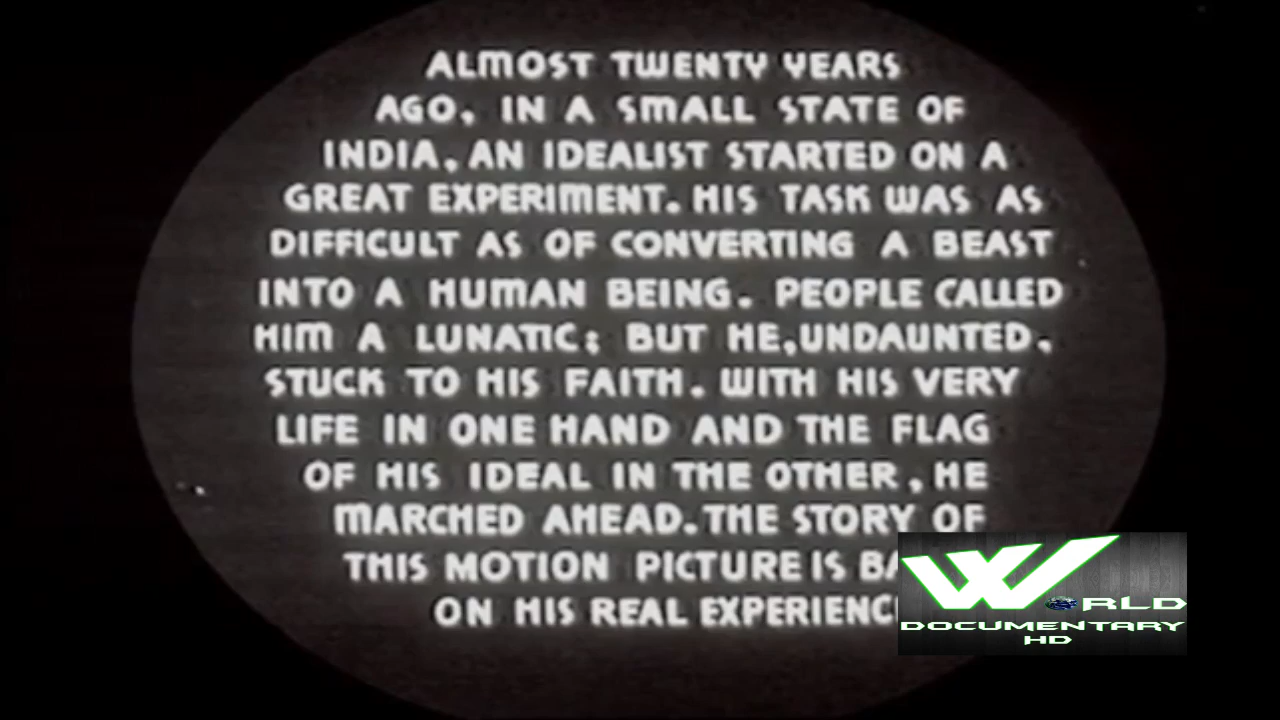 ALMOST TWENTY YEARS
AGO, IN A SMALL STATE OF
INDIA, AN IDEALIST STARTED ON A
GREAT EXPERIMENT. HIS TASK WAS AS
DIFFICULT AS OF CONVERTING A BEAST
INTO A HUMAN BEING. PEOPLE CALLED
HIM A LUNATIC; BUT HE, UNDAUNTED,
STUCK TO HIS FAITH. WITH HIS VERY
LIFE IN ONE HAND AND THE FLAG
OF HIS IDEAL IN THE OTHER, HE
MARCHED AHEAD. THE STORY OF
THIS MOTION PICTURE IS
ON HIS REAL
WORLD
DOCUMENTARY
HD